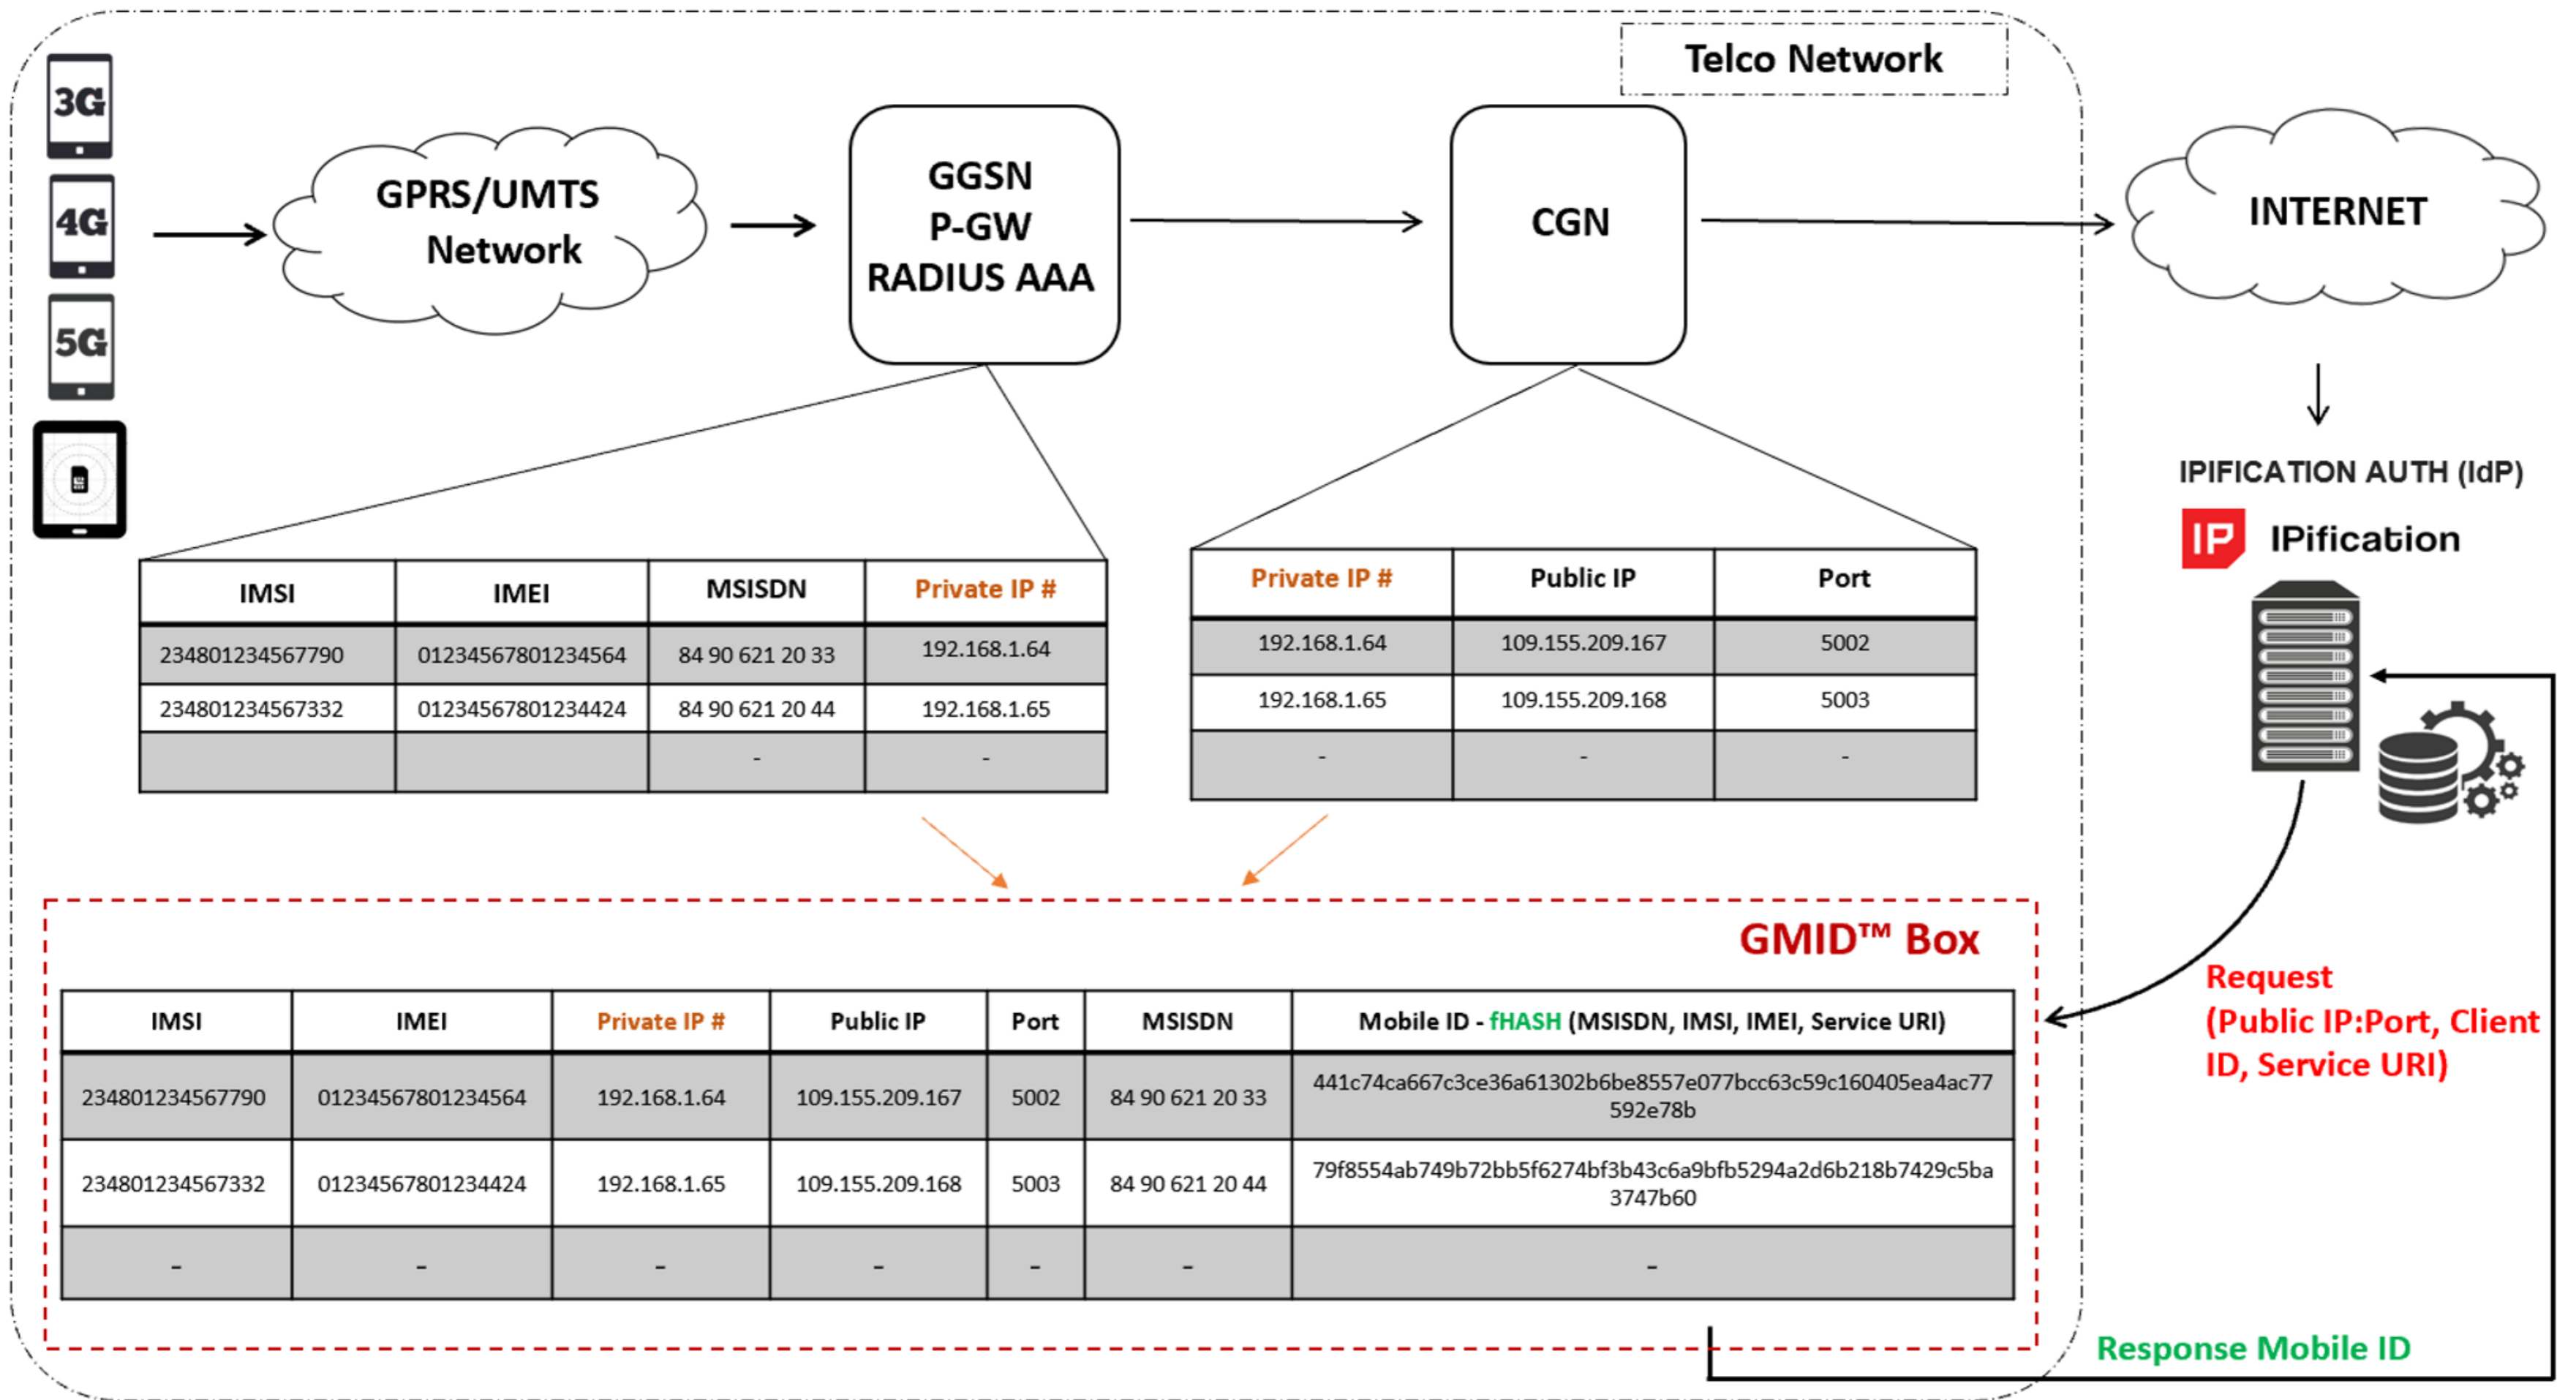 Telco Network
3G
4G
5G
GPRS/UMTS
Network
GGSN
P-GW
RADIUS AAA
CGN
INTERNET
IPIFICATION AUTH (IdP)
IP IPification
IMSI IMEI MSISDN Private IP #
234801234567790 01234567801234564 84 90 621 20 33 192.168.1.64
234801234567332 01234567801234424 84 90 621 20 44 192.168.1.65
- -
Private IP # Public IP Port
192.168.1.64 109.155.209.167 5002
192.168.1.65 109.155.209.168 5003
- - -
GMID™ Box
IMSI IMEI Private IP # Public IP Port MSISDN Mobile ID - fHASH (MSISDN, IMSI, IMEI, Service URI)
234801234567790 01234567801234564 192.168.1.64 109.155.209.167 5002 84 90 621 20 33 441c74ca667c3ce36a61302b6be8557e077bcc63c59c160405ea4ac77
592e78b
234801234567332 01234567801234424 192.168.1.65 109.155.209.168 5003 84 90 621 20 44 79f8554ab749b72bb5f6274bf3b43c6a9bfb5294a2d6b218b7429c5ba
3747b60
- - - - - - -
Request
(Public IP:Port, Client
ID, Service URI)
Response Mobile ID